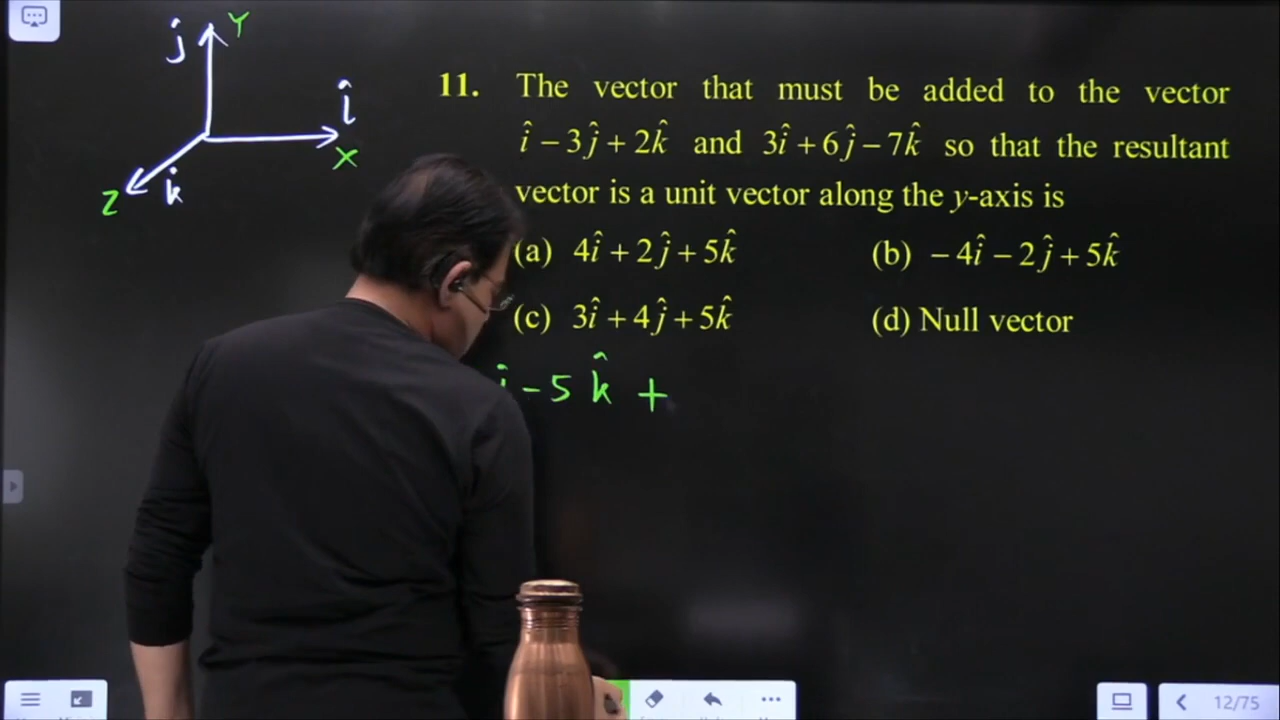 ĵ Y
î
X
Z k̂
11. The vector that must be added to the vector
î − 3ĵ + 2k̂ and 3î + 6ĵ − 7k̂ so that the resultant
vector is a unit vector along the y-axis is
(a) 4î + 2ĵ + 5k̂ (b) − 4î − 2ĵ + 5k̂
(c) 3î + 4ĵ + 5k̂ (d) Null vector
− 5 k̂ +
12/75